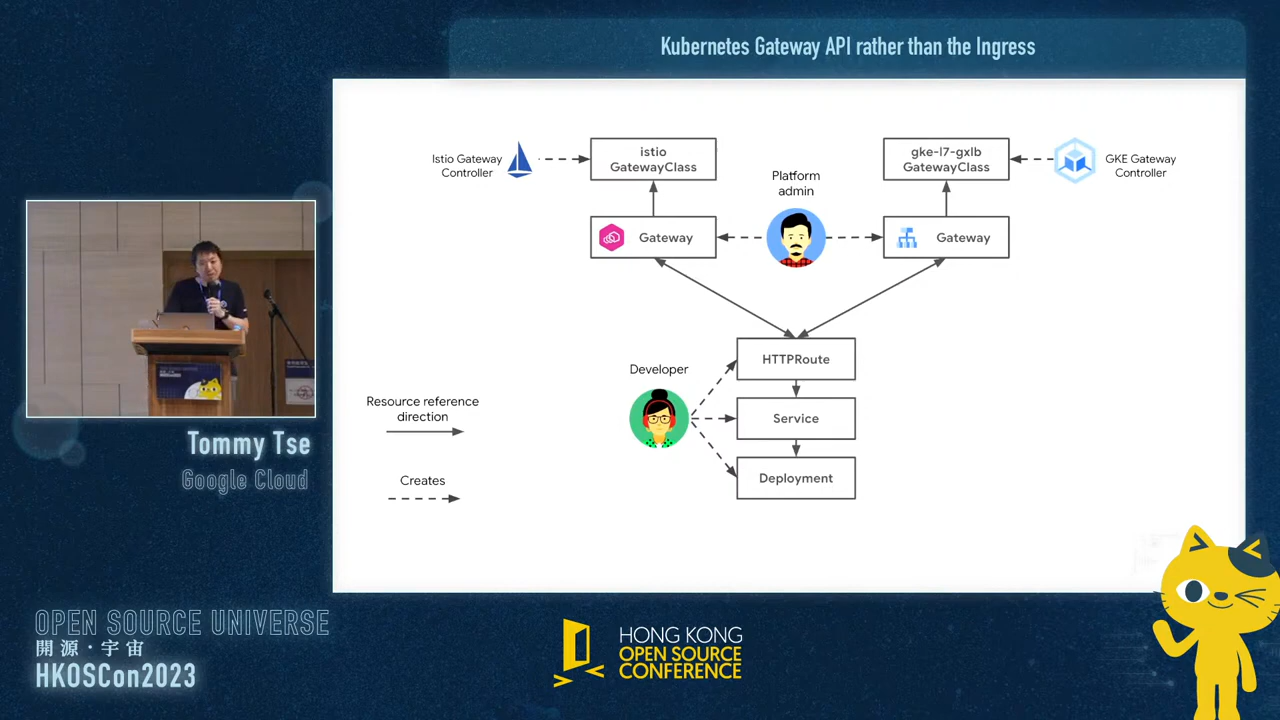 Kubernetes Gateway API rather than the Ingress
Istio Gateway
Controller
istio
GatewayClass
gke-l7-gxlb
GatewayClass
GKE Gateway
Controller
Platform
admin
Gateway
Gateway
HTTPRoute
Developer
Service
Deployment
Resource reference
direction
Creates
Tommy Tse
Google Cloud
OPEN SOURCE UNIVERSE
開源·宇宙
HKOSCon2023
HONG KONG
OPEN SOURCE
CONFERENCE